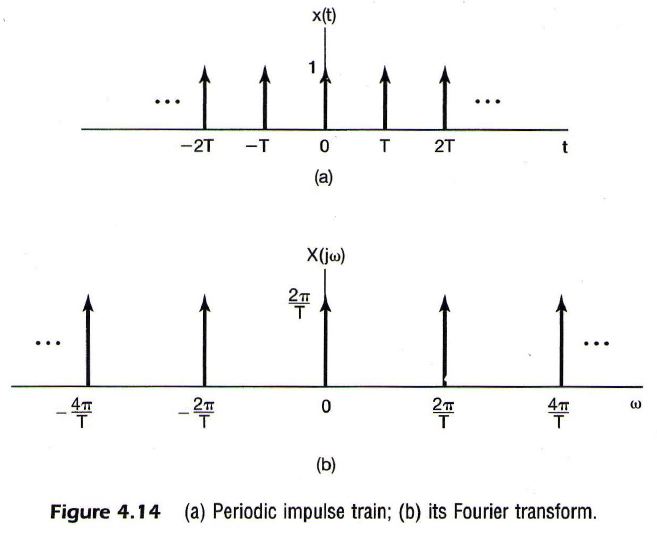 x(t)
1
... ...
−2T −T 0 T 2T t
(a)
X(jω)
2π/T
... ...
−4π/T −2π/T 0 2π/T 4π/T ω
(b)
Figure 4.14 (a) Periodic impulse train; (b) its Fourier transform.